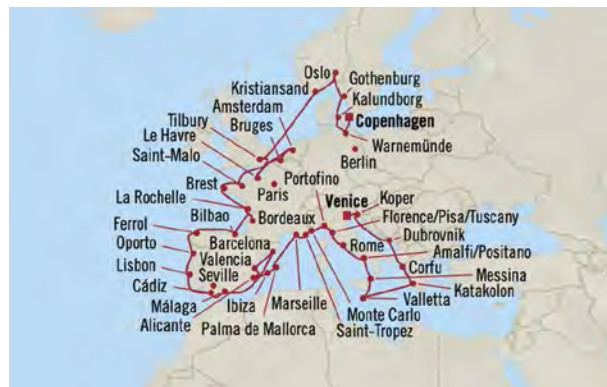 Oslo
Kristiansand
Gothenburg
Amsterdam
Kalundborg
Tilbury
Bruges
Copenhagen
Le Havre
Warnemünde
Saint-Malo
Berlin
Brest
Paris
Portofino
Koper
La Rochelle
Venice
Florence/Pisa/Tuscany
Bilbao
Bordeaux
Ferrol
Dubrovnik
Barcelona
Oporto
Valencia
Rome
Amalfi/Positano
Lisbon
Seville
Corfu
Cádiz
Messina
Málaga
Ibiza
Marseille
Valletta
Katakolon
Alicante
Monte Carlo
Palma de Mallorca
Saint-Tropez